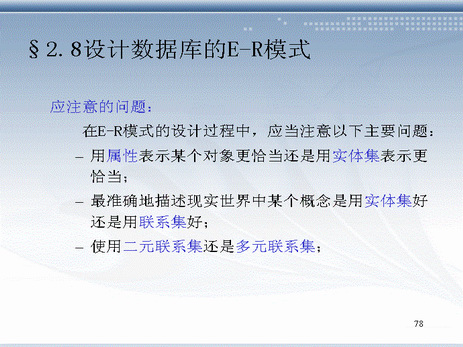 §2.8设计数据库的E-R模式
应注意的问题：
在E-R模式的设计过程中，应当注意以下主要问题：
– 用属性表示某个对象更恰当还是用实体集表示更
恰当；
– 最准确地描述现实世界中某个概念是用实体集好
还是用联系集好；
– 使用二元联系集还是多元联系集；
78